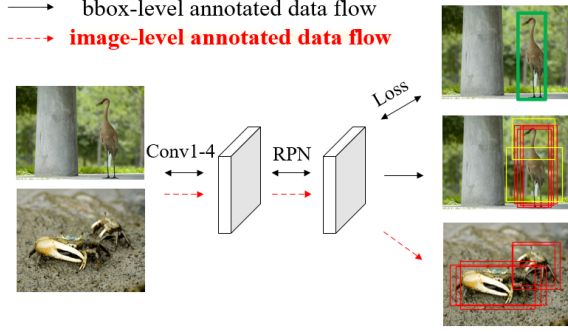 bbox-level annotated data flow
image-level annotated data flow
Loss
Conv1-4
RPN